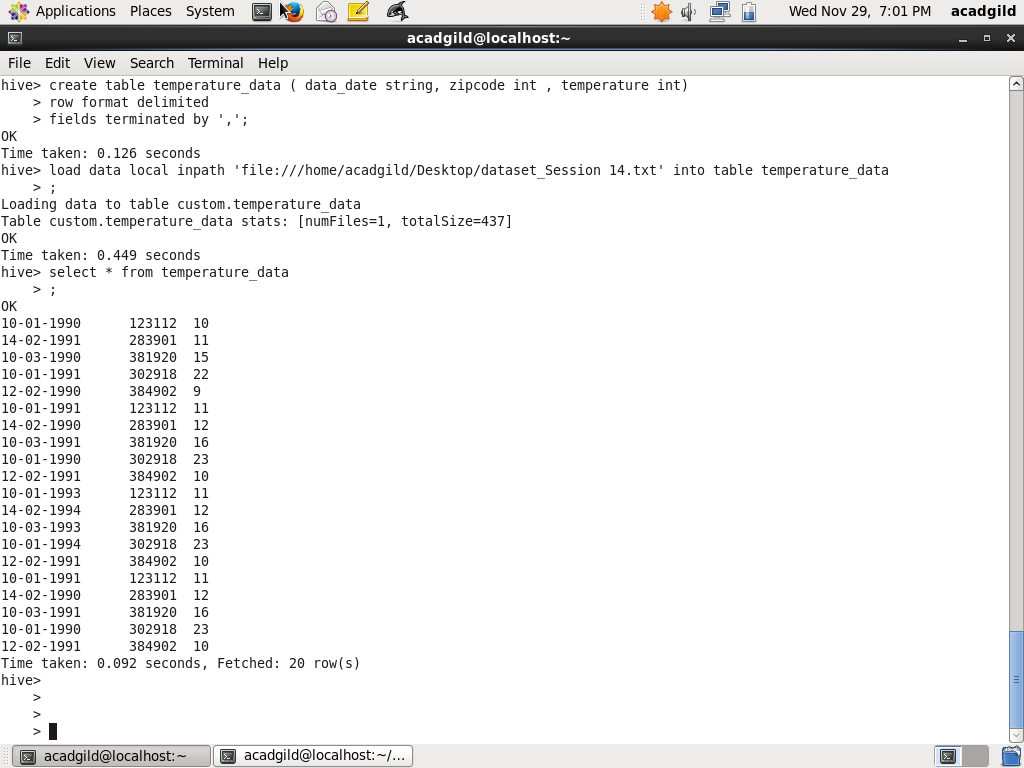 Applications Places System Wed Nov 29, 7:01 PM acadgild
acadgild@localhost:~
File Edit View Search Terminal Help
hive> create table temperature_data ( data_date string, zipcode int , temperature int)
    > row format delimited
    > fields terminated by ',';
OK
Time taken: 0.126 seconds
hive> load data local inpath 'file:///home/acadgild/Desktop/dataset_Session 14.txt' into table temperature_data
    > ;
Loading data to table custom.temperature_data
Table custom.temperature_data stats: [numFiles=1, totalSize=437]
OK
Time taken: 0.449 seconds
hive> select * from temperature_data
    > ;
OK
10-01-1990      123112  10
14-02-1991      283901  11
10-03-1990      381920  15
10-01-1991      302918  22
12-02-1990      384902  9
10-01-1991      123112  11
14-02-1990      283901  12
10-03-1991      381920  16
10-01-1990      302918  23
12-02-1991      384902  10
10-01-1993      123112  11
14-02-1994      283901  12
10-03-1993      381920  16
10-01-1994      302918  23
12-02-1991      384902  10
10-01-1991      123112  11
14-02-1990      283901  12
10-03-1991      381920  16
10-01-1990      302918  23
12-02-1991      384902  10
Time taken: 0.092 seconds, Fetched: 20 row(s)
hive>
    >
    >
    >
acadgild@localhost:~ acadgild@localhost:~/...